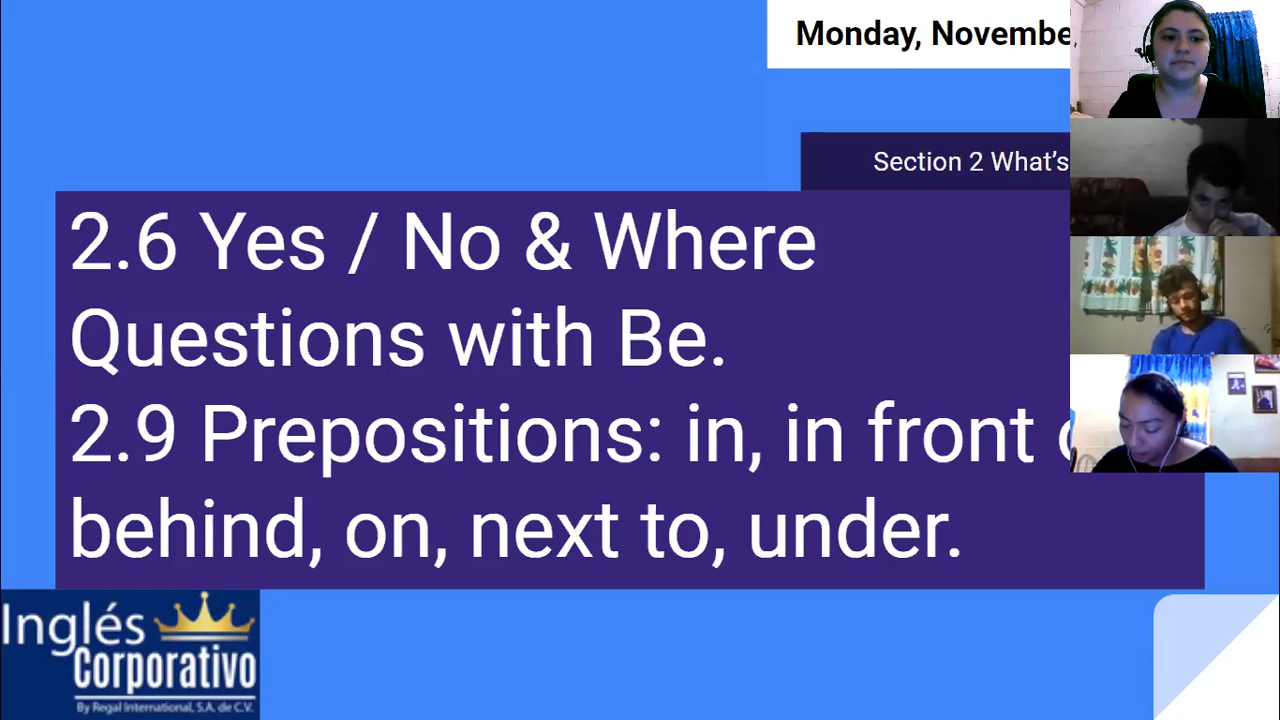 Monday, Novembe
Section 2 What's
2.6 Yes / No & Where
Questions with Be.
2.9 Prepositions: in, in front
behind, on, next to, under.
Inglés
Corporativo
By Regal International, S.A. de C.V.